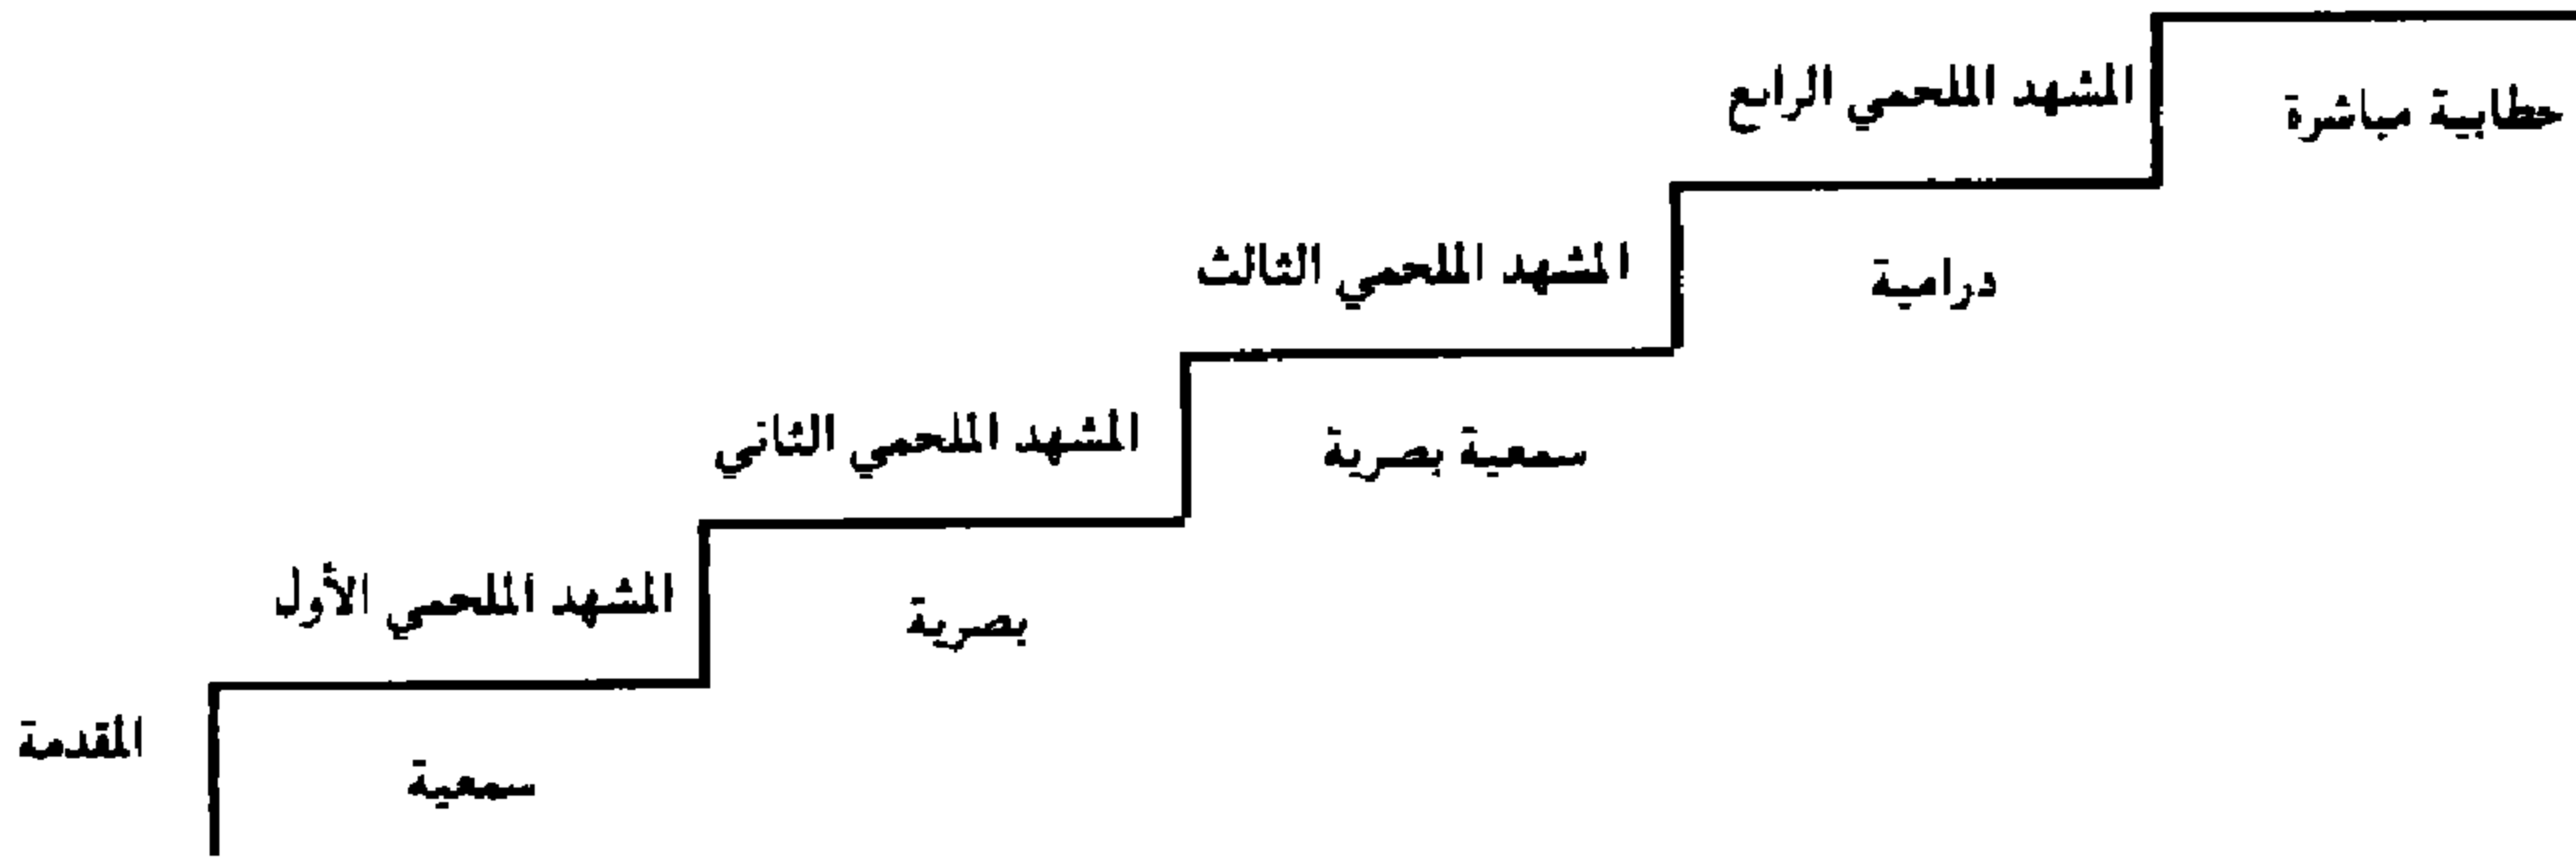 المشهد الملحمي الرابع
حطابية مباشرة
المشهد الملحمي الثالث
درامية
المشهد الملحمي الثاني
سمعية بصرية
المشهد الملحمي الأول
بصرية
المقدمة
سمعية